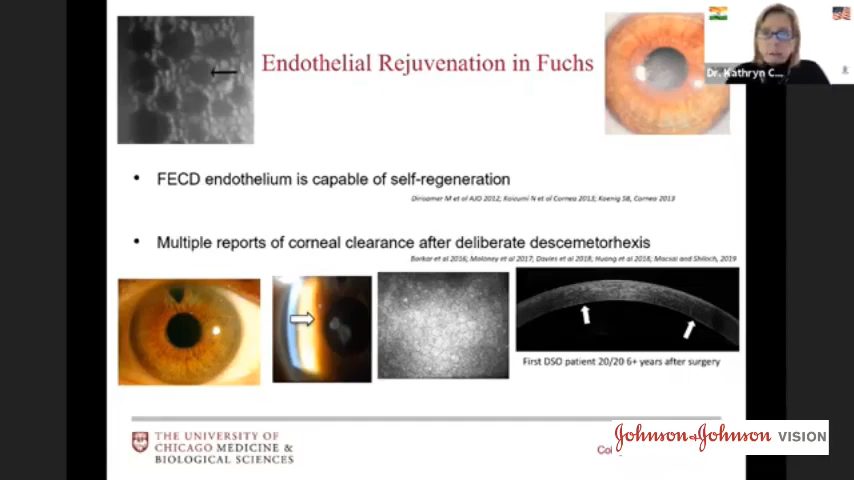 Endothelial Rejuvenation in Fuchs
Dr. Kathryn C...
• FECD endothelium is capable of self-regeneration
Dirisamer M et al AJO 2012; Koizumi N et al Cornea 2013; Koenig SB, Cornea 2013
• Multiple reports of corneal clearance after deliberate descemetorhexis
Borkar et al 2016; Moloney et al 2017; Davies et al 2018; Huang et al 2018; Macsai and Shiloch, 2019
First DSO patient 20/20 6+ years after surgery
THE UNIVERSITY OF
CHICAGO MEDICINE &
BIOLOGICAL SCIENCES
Johnson+Johnson VISION